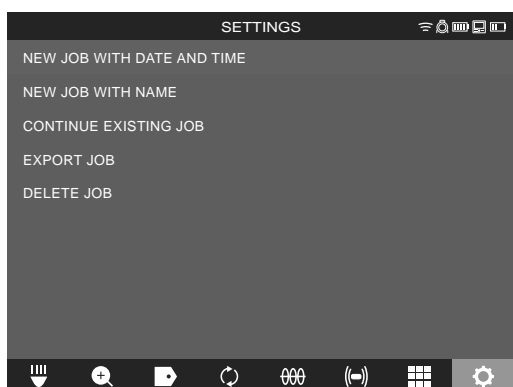 SETTINGS
NEW JOB WITH DATE AND TIME
NEW JOB WITH NAME
CONTINUE EXISTING JOB
EXPORT JOB
DELETE JOB